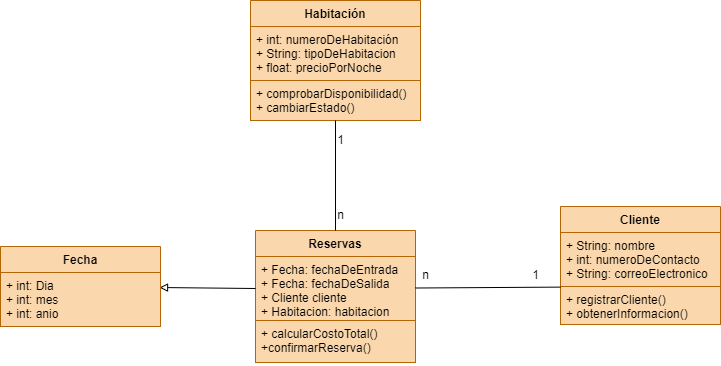 Habitación
+ int: numeroDeHabitación
+ String: tipoDeHabitacion
+ float: precioPorNoche
+ comprobarDisponibilidad()
+ cambiarEstado()
1
n
Reservas
+ Fecha: fechaDeEntrada
+ Fecha: fechaDeSalida
+ Cliente cliente
+ Habitacion: habitacion
+ calcularCostoTotal()
+confirmarReserva()
Fecha
+ int: Dia
+ int: mes
+ int: anio
n
1
Cliente
+ String: nombre
+ int: numeroDeContacto
+ String: correoElectronico
+ registrarCliente()
+ obtenerInformacion()